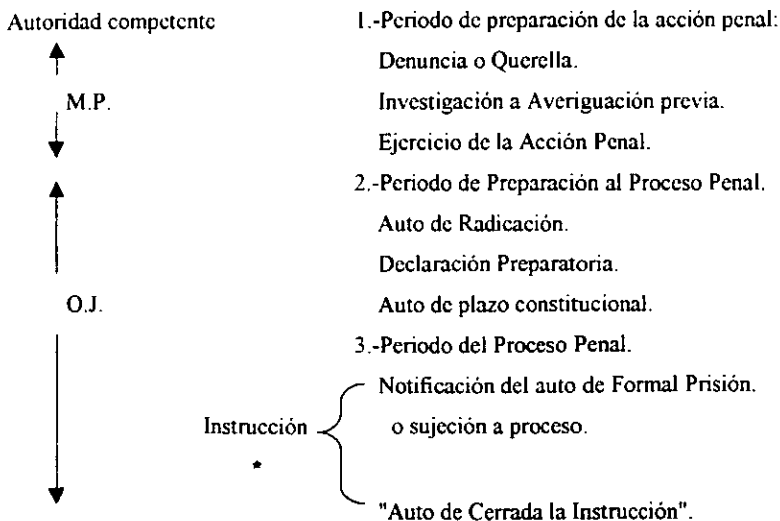 Autoridad competente
1.-Periodo de preparación de la acción penal:
Denuncia o Querella.
M.P.
Investigación a Averiguación previa.
Ejercicio de la Acción Penal.
2.-Periodo de Preparación al Proceso Penal.
Auto de Radicación.
Declaración Preparatoria.
O.J.
Auto de plazo constitucional.
3.-Periodo del Proceso Penal.
Notificación del auto de Formal Prisión.
Instrucción
o sujeción a proceso.
*
"Auto de Cerrada la Instrucción".